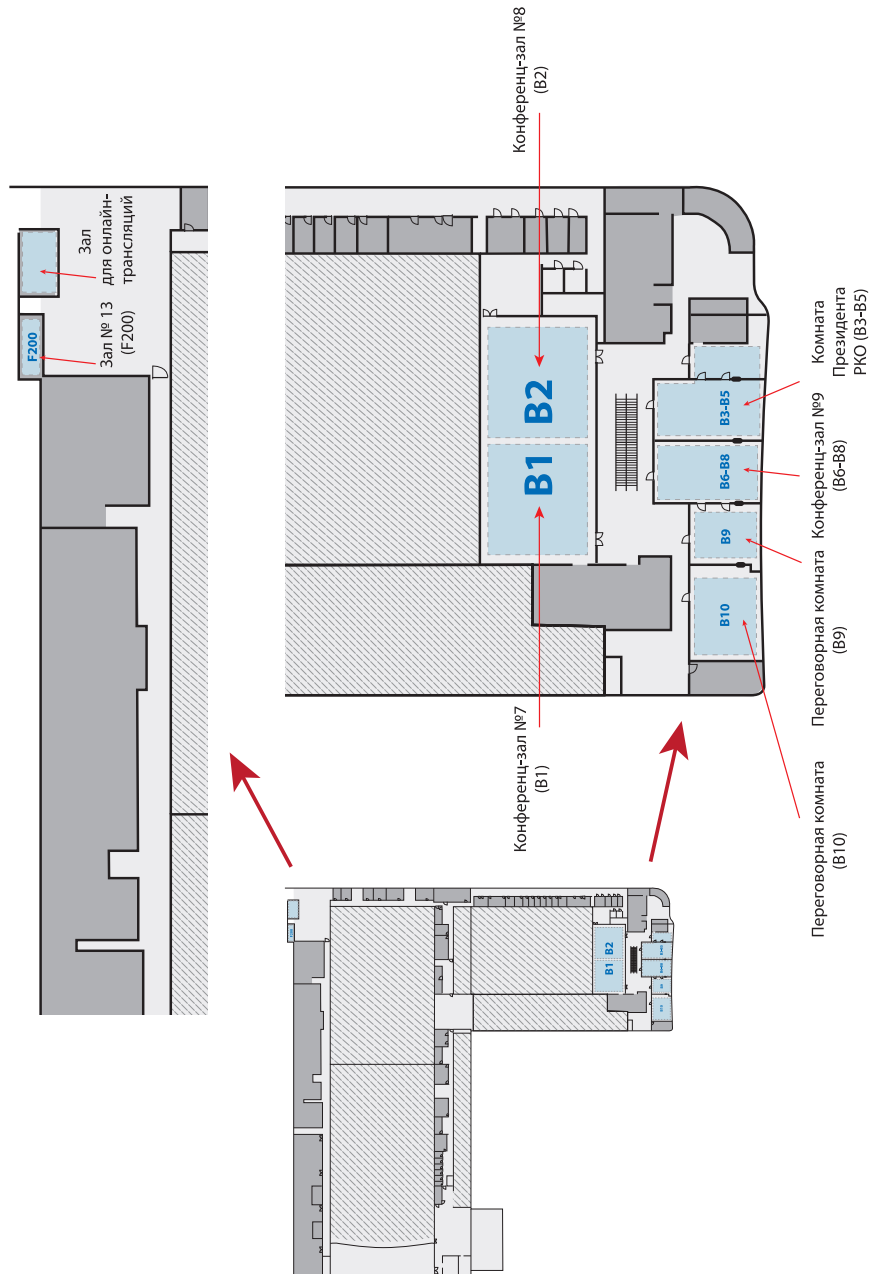 Зал
для онлайн-
трансляций
Зал № 13
(F200)
F200
Конференц-зал №8
(B2)
B1
B2
B3-B5
B6-B8
B9
B10
Комната
Президента
РКО (B3-B5)
Конференц-зал №9
(B6-B8)
Переговорная комната
(B9)
Переговорная комната
(B10)
Конференц-зал №7
(B1)
B1 B2